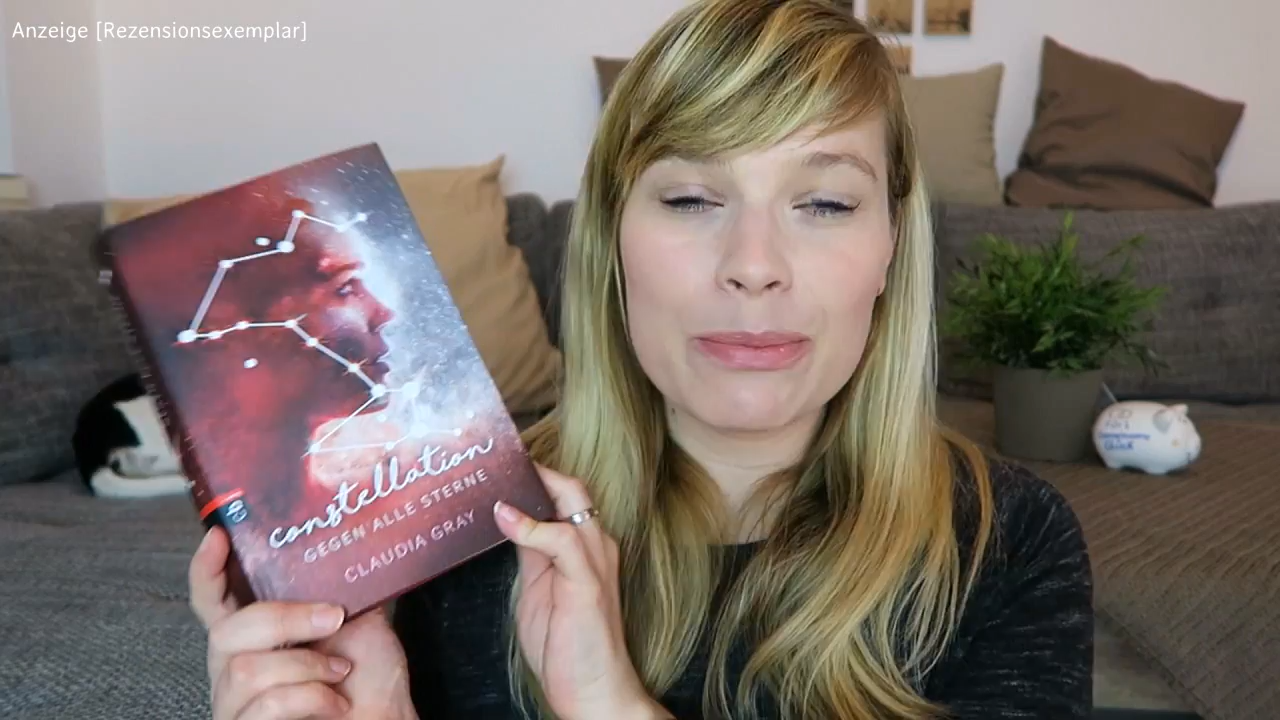 Anzeige [Rezensionsexemplar]
constellation
GEGEN ALLE STERNE
CLAUDIA GRAY